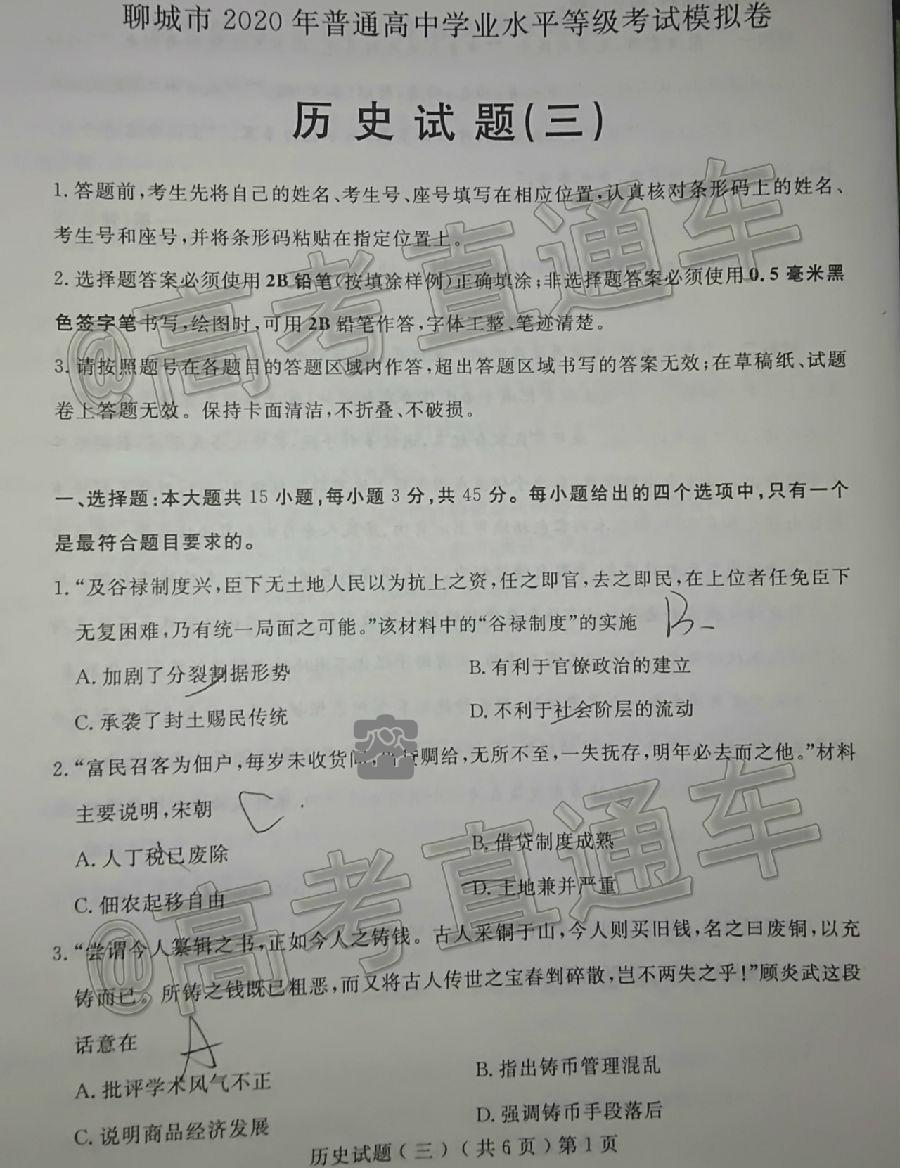 聊城市 2020 年普通高中学业水平等级考试模拟卷
历史试题(三)
1.答题前,考生先将自己的姓名、考生号、座号填写在相应位置,认真核对条形码上的姓名、
考生号和座号,并将条形码粘贴在指定位置上。
2.选择题答案必须使用2B铅笔(按填涂样例)正确填涂;非选择题答案必须使用0.5毫米黑
色签字笔书写,绘图时,可用2B铅笔作答,字体工整、笔迹清楚。
3.请按照题号在各题目的答题区域内作答,超出答题区域书写的答案无效;在草稿纸、试题
卷上答题无效。保持卡面清洁,不折叠、不破损。
一、选择题:本大题共15小题,每小题3分,共45分。每小题给出的四个选项中,只有一个
是最符合题目要求的。
1.“及谷禄制度兴,臣下无土地人民以为抗上之资,任之即官,去之即民,在上位者任免臣下
无复困难,乃有统一局面之可能。”该材料中的“谷禄制度”的实施 B
A.加剧了分裂割据形势 B.有利于官僚政治的建立
C.承袭了封土赐民传统 D.不利于社会阶层的流动
2.“富民召客为佃户,每岁未收货间,赒给,无所不至,一失抚存,明年必去而之他。”材料
主要说明,宋朝 C
A.人丁税已废除 B.借贷制度成熟
C.佃农起移自由 D.土地兼并严重
3.“尝谓今人纂辑之书,正如今人之铸钱。古人采铜于山,今人则买旧钱,名之曰废铜,以充
铸而已。所铸之钱既已粗恶,而又将古人传世之宝舂剉碎散,岂不两失之乎!”顾炎武这段
话意在 A
A.批评学术风气不正 B.指出铸币管理混乱
C.说明商品经济发展 D.强调铸币手段落后
历史试题(三)(共6页)第1页
@高考直通车
@高考直通车